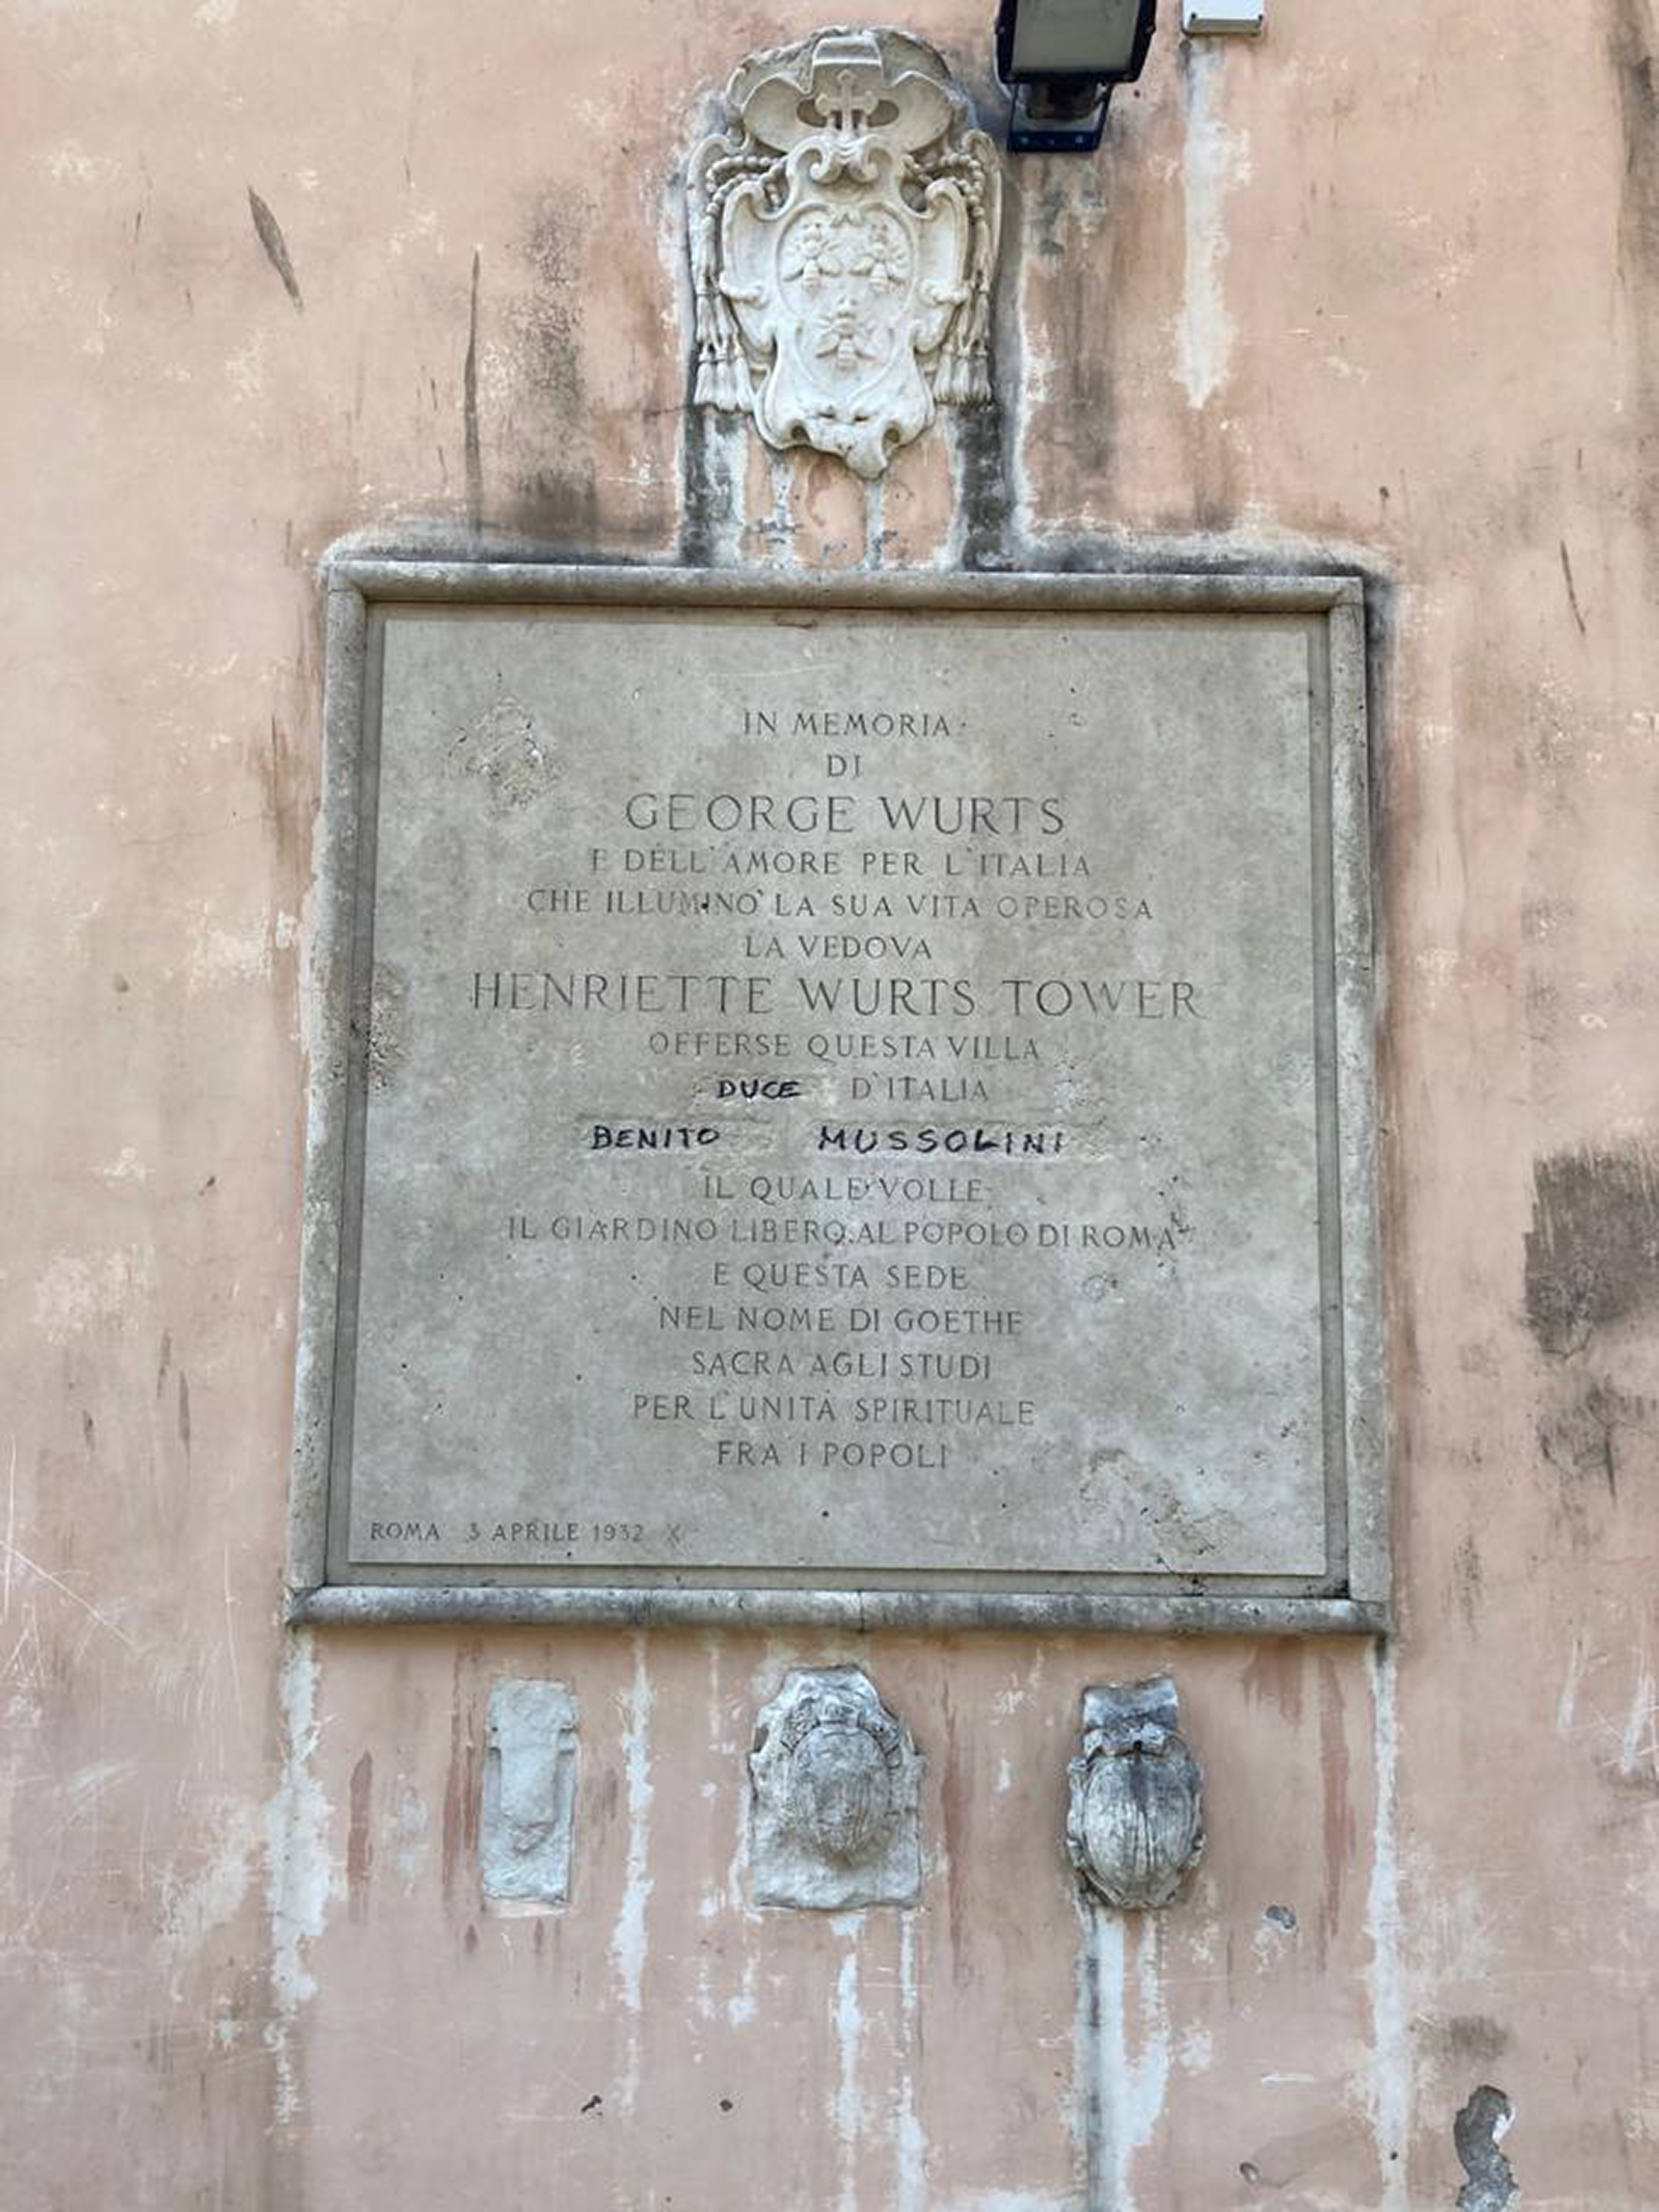 IN MEMORIA
DI
GEORGE WURTS
E DELL'AMORE PER L'ITALIA
CHE ILLUMINO' LA SUA VITA OPEROSA
LA VEDOVA
HENRIETTE WURTS TOWER
OFFERSE QUESTA VILLA
DUCE D'ITALIA
BENITO MUSSOLINI
IL QUALE VOLLE
IL GIARDINO LIBERO AL POPOLO DI ROMA
E QUESTA SEDE
NEL NOME DI GOETHE
SACRA AGLI STUDI
PER L'UNITÀ SPIRITUALE
FRA I POPOLI
ROMA 3 APRILE 1932 X